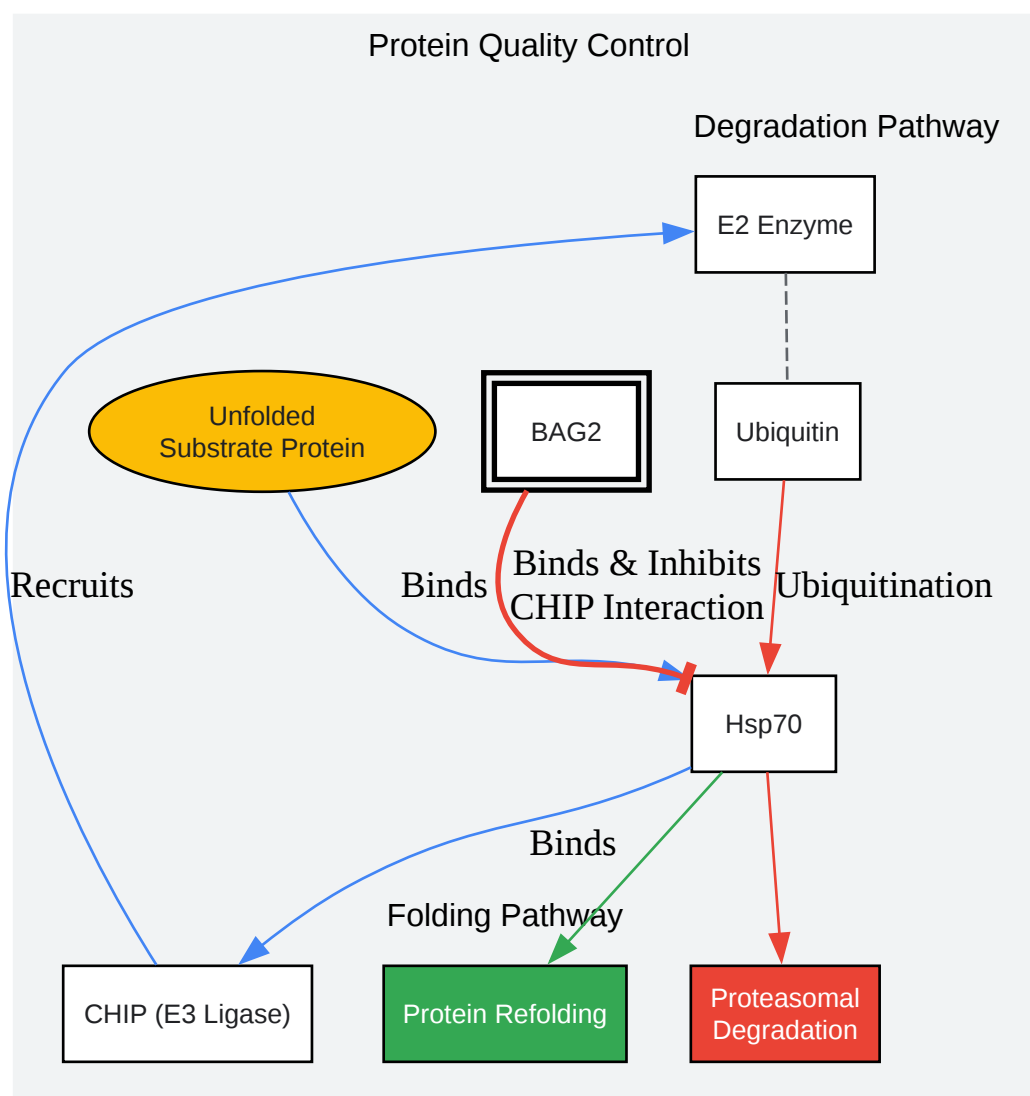 Protein Quality Control
Degradation Pathway
E2 Enzyme
Unfolded
Substrate Protein
BAG2
Ubiquitin
Recruits
Binds
Binds & Inhibits
CHIP Interaction
Ubiquitination
Hsp70
Binds
Folding Pathway
CHIP (E3 Ligase)
Protein Refolding
Proteasomal
Degradation